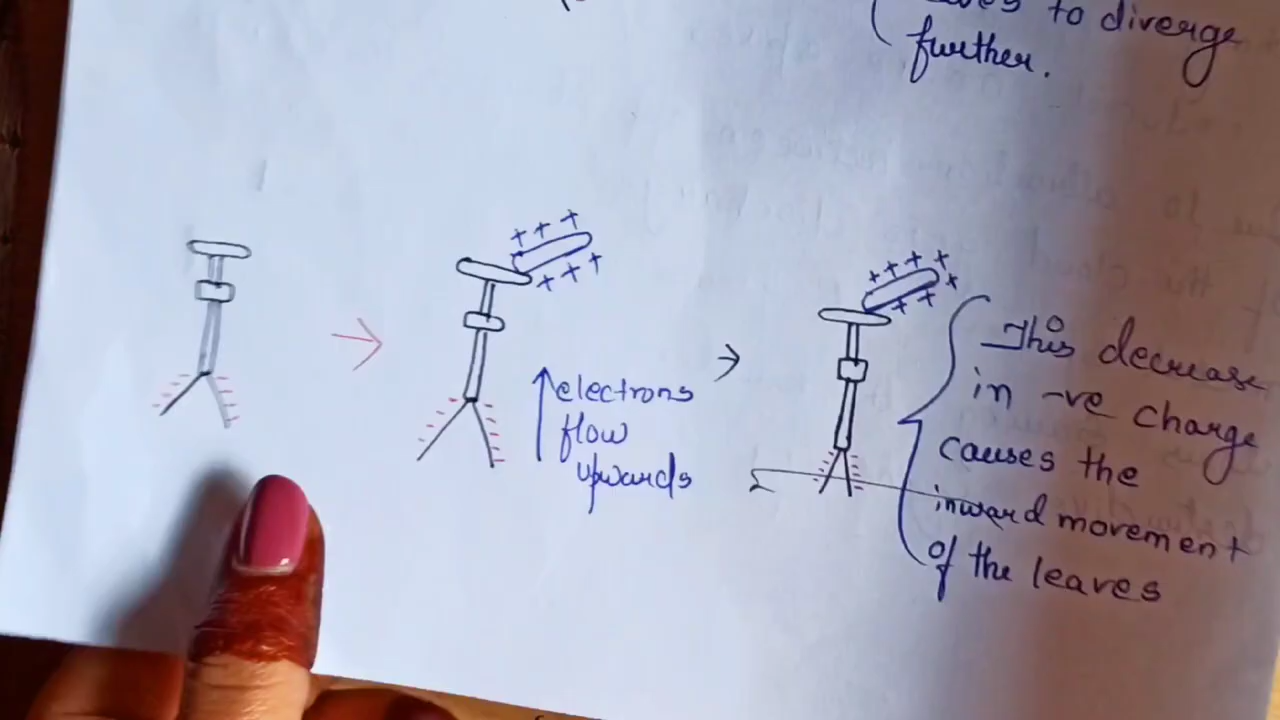 to diverge
further.
electrons
flow
upwards
This decrease
in -ve charge
causes the
inward movement
of the leaves